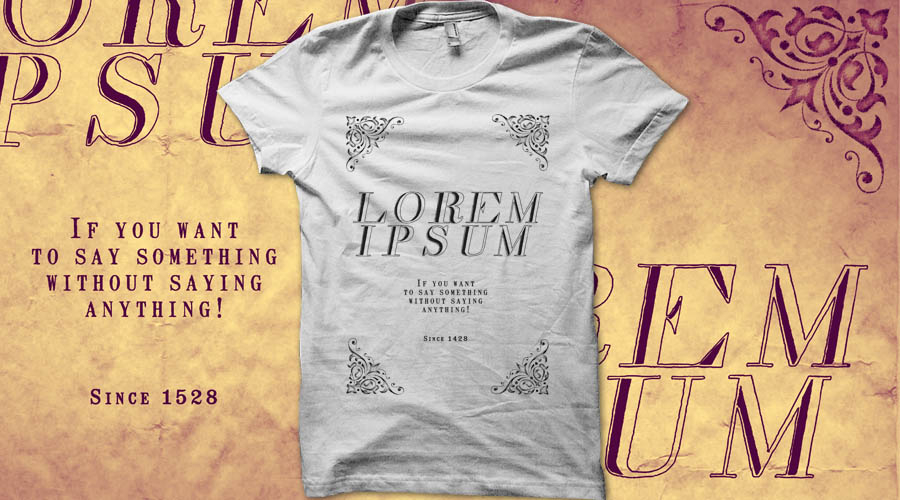 OREM
PSU
If you want
to say something
without saying
anything!
Since 1528
LOREM
IPSUM
If you want
to say something
without saying
anything!
Since 1428
REM
UM